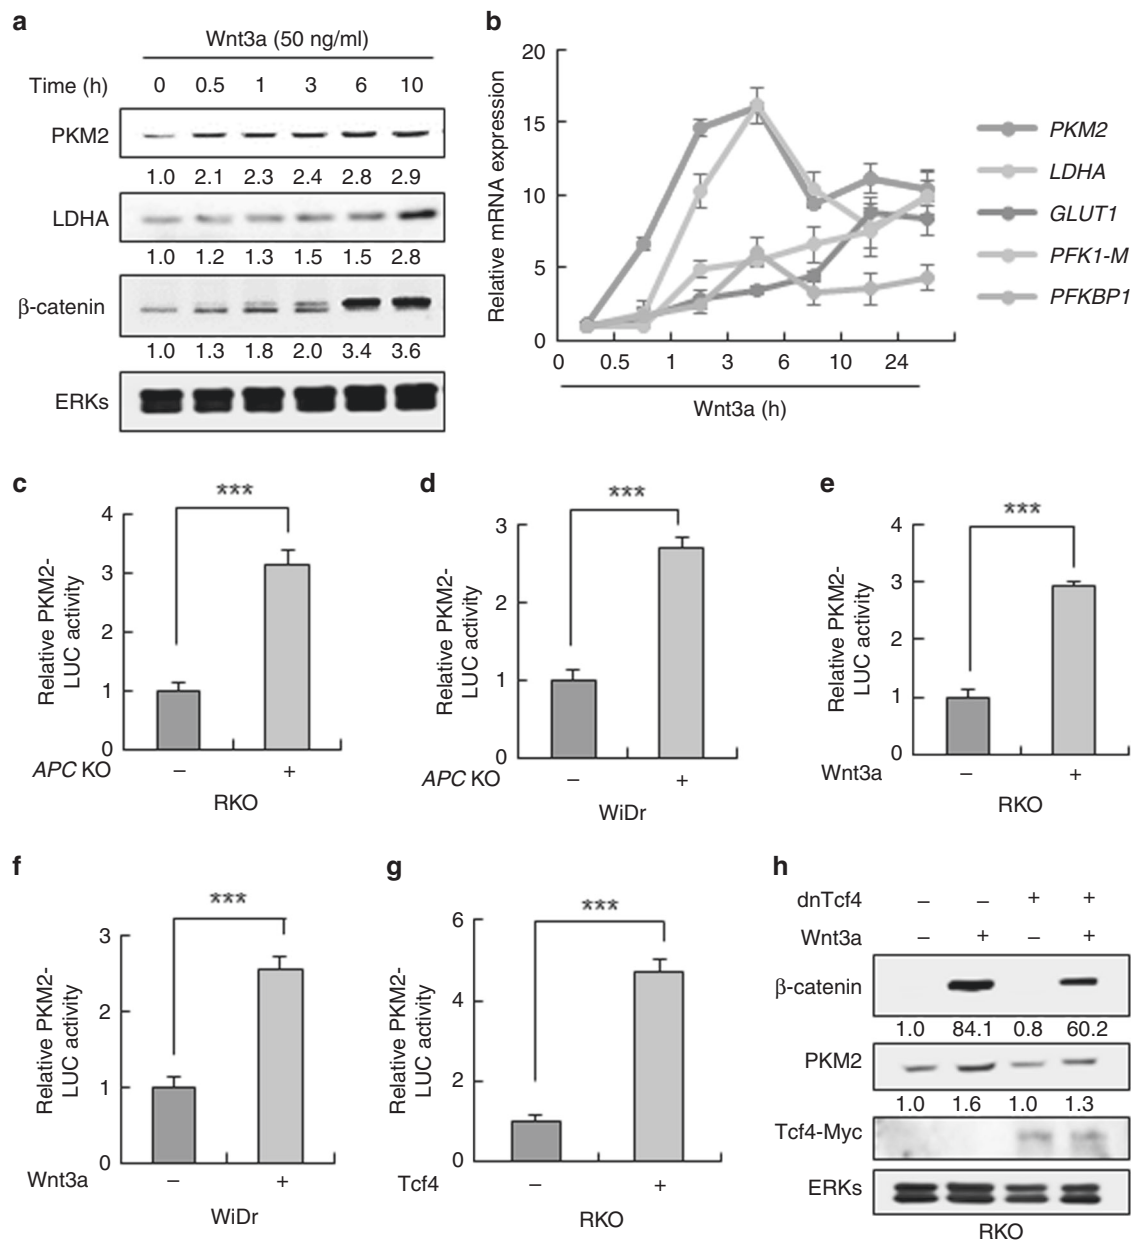 a
Wnt3a (50 ng/ml)
Time (h) 0 0.5 1 3 6 10
PKM2
1.0 2.1 2.3 2.4 2.8 2.9
LDHA
1.0 1.2 1.3 1.5 1.5 2.8
β-catenin
1.0 1.3 1.8 2.0 3.4 3.6
ERKs
b
Relative mRNA expression
20
15
10
5
0
0 0.5 1 3 6 10 24
Wnt3a (h)
PKM2
LDHA
GLUT1
PFK1-M
PFKBP1
c
***
Relative PKM2-
LUC activity
4
3
2
1
0
APC KO – +
RKO
d
***
Relative PKM2-
LUC activity
3
2
1
0
APC KO – +
WiDr
e
***
Relative PKM2-
LUC activity
4
3
2
1
0
Wnt3a – +
RKO
f
***
Relative PKM2-
LUC activity
3
2
1
0
Wnt3a – +
WiDr
g
***
Relative PKM2-
LUC activity
6
4
2
0
Tcf4 – +
RKO
h
dnTcf4 – – + +
Wnt3a – + – +
β-catenin
1.0 84.1 0.8 60.2
PKM2
1.0 1.6 1.0 1.3
Tcf4-Myc
ERKs
RKO